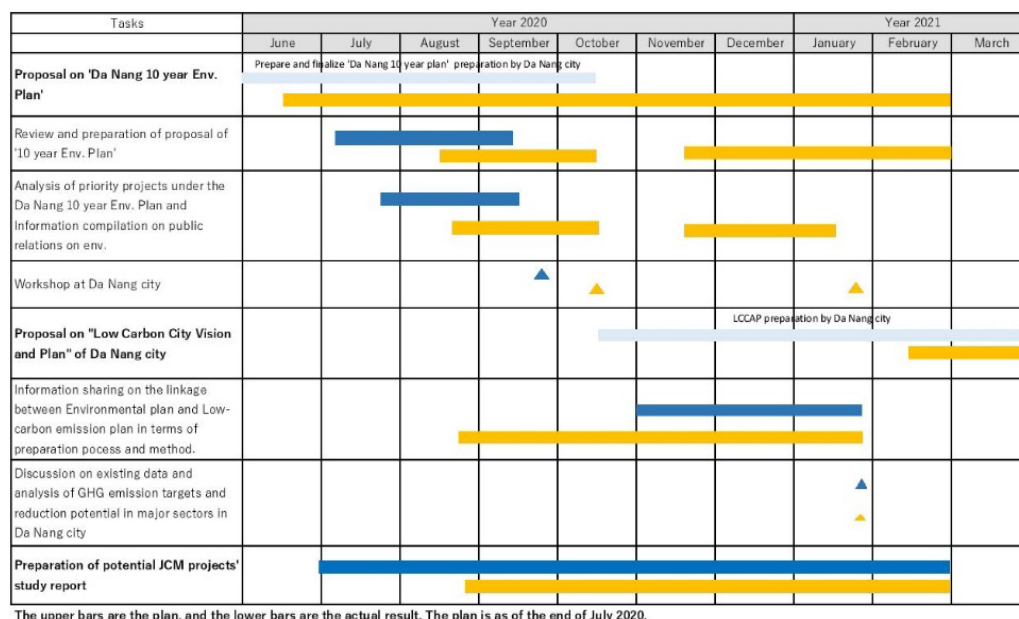 Tasks
Year 2020
Year 2021
June
July
August
September
October
November
December
January
February
March
Proposal on 'Da Nang 10 year Env.
Plan'
Prepare and finalize 'Da Nang 10 year plan' preparation by Da Nang city
Review and preparation of proposal of
'10 year Env. Plan'
Analysis of priority projects under the
Da Nang 10 year Env. Plan and
Information compilation on public
relations on env.
Workshop at Da Nang city
Proposal on "Low Carbon City Vision
and Plan" of Da Nang city
LCCAP preparation by Da Nang city
Information sharing on the linkage
between Environmental plan and Low-
carbon emission plan in terms of
preparation pocess and method.
Discussion on existing data and
analysis of GHG emission targets and
reduction potential in major sectors in
Da Nang city
Preparation of potential JCM projects'
study report
The upper bars are the plan, and the lower bars are the actual result. The plan is as of the end of July 2020.